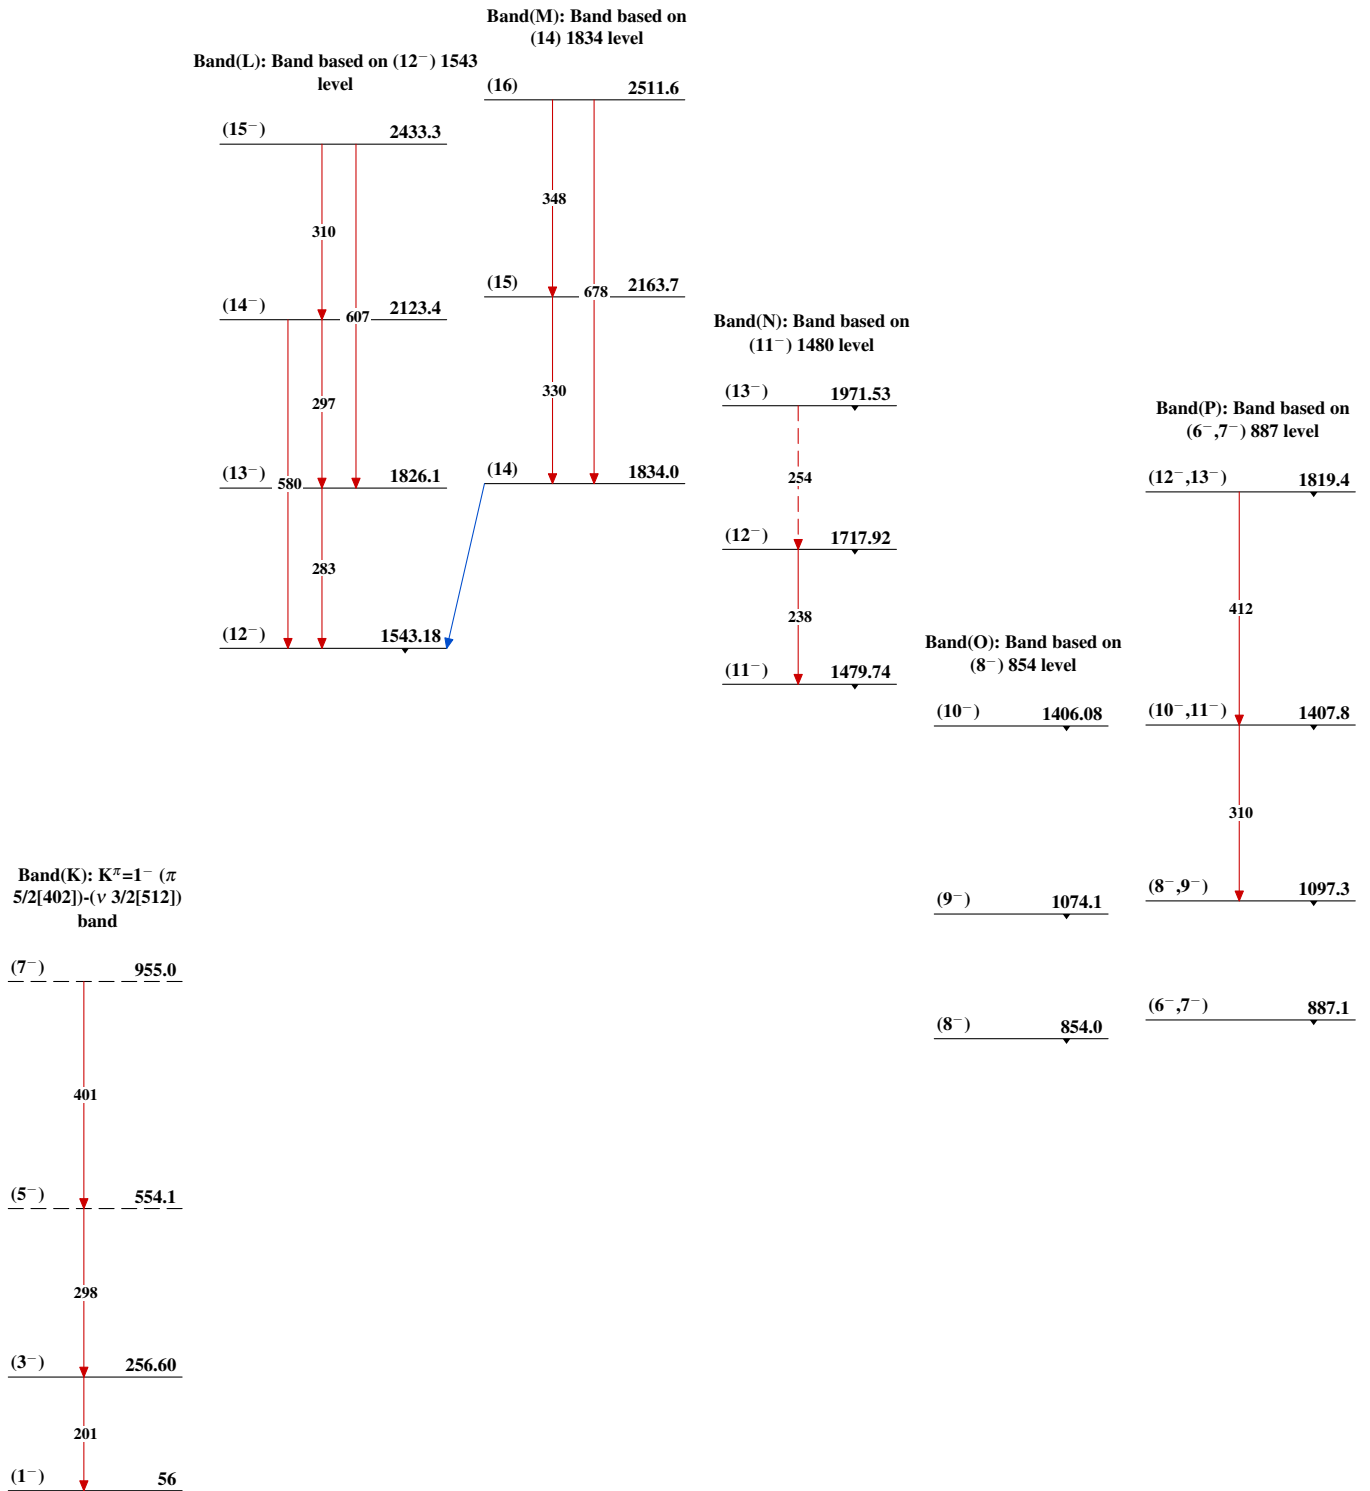 Band(K): K^π=1⁻ (π
5/2[402])-(ν 3/2[512])
band
(7⁻) 955.0
401
(5⁻) 554.1
298
(3⁻) 256.60
201
(1⁻) 56
Band(L): Band based on (12⁻) 1543
level
(15⁻) 2433.3
310
607
(14⁻) 2123.4
297
580
(13⁻) 1826.1
283
(12⁻) 1543.18
Band(M): Band based on
(14) 1834 level
(16) 2511.6
348
678
(15) 2163.7
330
(14) 1834.0
Band(N): Band based on
(11⁻) 1480 level
(13⁻) 1971.53
254
(12⁻) 1717.92
238
(11⁻) 1479.74
Band(O): Band based on
(8⁻) 854 level
(10⁻) 1406.08
(9⁻) 1074.1
(8⁻) 854.0
Band(P): Band based on
(6⁻,7⁻) 887 level
(12⁻,13⁻) 1819.4
412
(10⁻,11⁻) 1407.8
310
(8⁻,9⁻) 1097.3
(6⁻,7⁻) 887.1